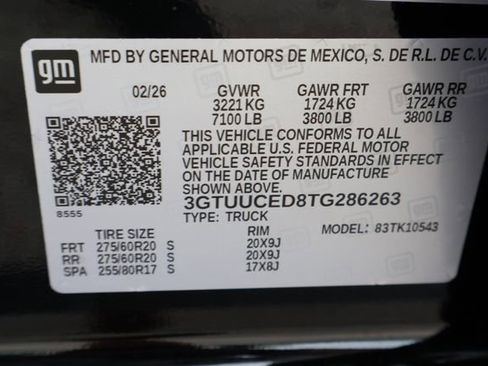 gm
MFD BY GENERAL MOTORS DE MEXICO, S. DE R.L. DE C.V.
02/26 GVWR GAWR FRT GAWR RR
3221 KG 1724 KG 1724 KG
7100 LB 3800 LB 3800 LB
THIS VEHICLE CONFORMS TO ALL
APPLICABLE U.S. FEDERAL MOTOR
VEHICLE SAFETY STANDARDS IN EFFECT
ON THE DATE OF MANUFACTURE
SHOWN ABOVE.
8555
3GTUUCED8TG286263
TYPE: TRUCK
MODEL: 83TK10543
TIRE SIZE RIM
FRT 275/60R20 S 20X9J
RR 275/60R20 S 20X9J
SPA 255/80R17 S 17X8J